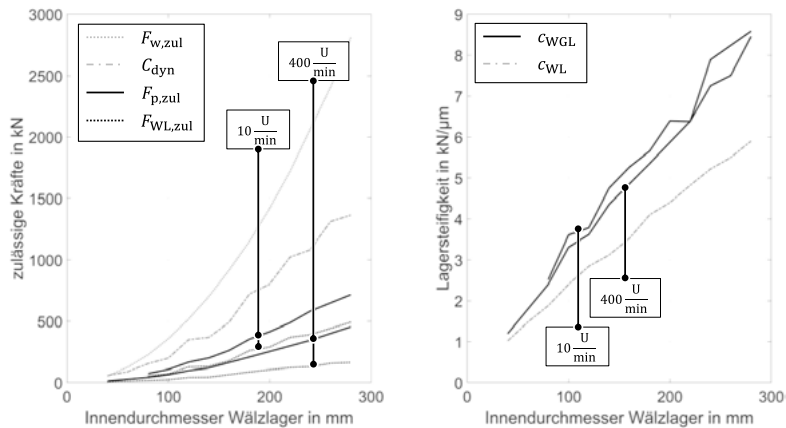 zulässige Kräfte in kN
3000
2500
2000
1500
1000
500
0
F_w,zul
C_dyn
F_p,zul
F_WL,zul
10 U/min
400 U/min
0 100 200 300
Innendurchmesser Wälzlager in mm
Lagersteifigkeit in kN/µm
9
8
7
6
5
4
3
2
1
0
c_WGL
c_WL
400 U/min
10 U/min
0 100 200 300
Innendurchmesser Wälzlager in mm